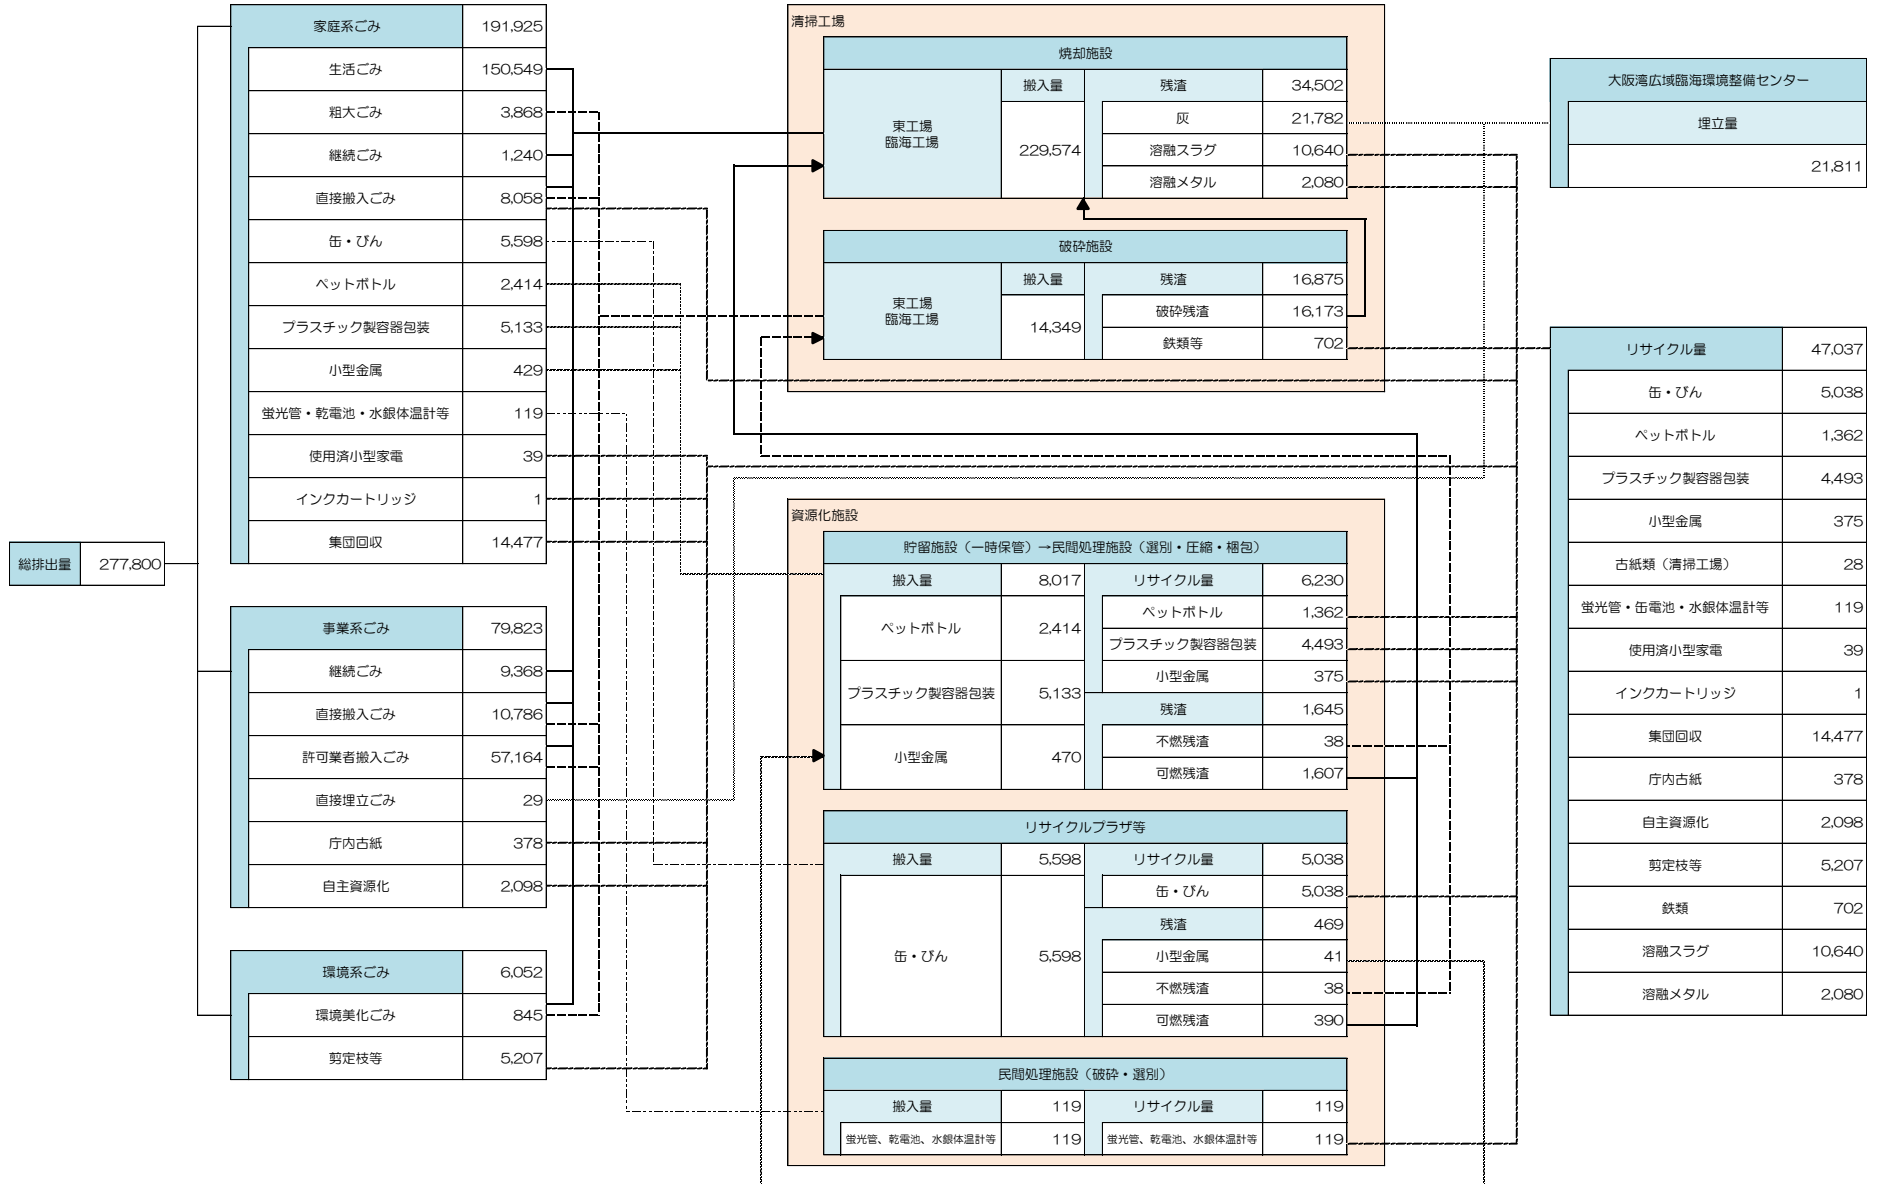 総排出量 277,800
家庭系ごみ 191,925
生活ごみ 150,549
粗大ごみ 3,868
継続ごみ 1,240
直接搬入ごみ 8,058
缶・びん 5,598
ペットボトル 2,414
プラスチック製容器包装 5,133
小型金属 429
蛍光管・乾電池・水銀体温計等 119
使用済小型家電 39
インクカートリッジ 1
集団回収 14,477
事業系ごみ 79,823
継続ごみ 9,368
直接搬入ごみ 10,786
許可業者搬入ごみ 57,164
直接埋立ごみ 29
庁内古紙 378
自主資源化 2,098
環境系ごみ 6,052
環境美化ごみ 845
剪定枝等 5,207
清掃工場
焼却施設
東工場
臨海工場
搬入量
229,574
残渣 34,502
灰 21,782
溶融スラグ 10,640
溶融メタル 2,080
破砕施設
東工場
臨海工場
搬入量
14,349
残渣 16,875
破砕残渣 16,173
鉄類等 702
資源化施設
貯留施設（一時保管）→民間処理施設（選別・圧縮・梱包）
搬入量 8,017
ペットボトル 2,414
プラスチック製容器包装 5,133
小型金属 470
リサイクル量 6,230
ペットボトル 1,362
プラスチック製容器包装 4,493
小型金属 375
残渣 1,645
不燃残渣 38
可燃残渣 1,607
リサイクルプラザ等
搬入量 5,598
缶・びん 5,598
リサイクル量 5,038
缶・びん 5,038
残渣 469
小型金属 41
不燃残渣 38
可燃残渣 390
民間処理施設（破砕・選別）
搬入量 119
蛍光管、乾電池、水銀体温計等 119
リサイクル量 119
蛍光管、乾電池、水銀体温計等 119
大阪湾広域臨海環境整備センター
埋立量
21,811
リサイクル量 47,037
缶・びん 5,038
ペットボトル 1,362
プラスチック製容器包装 4,493
小型金属 375
古紙類（清掃工場） 28
蛍光管・缶電池・水銀体温計等 119
使用済小型家電 39
インクカートリッジ 1
集団回収 14,477
庁内古紙 378
自主資源化 2,098
剪定枝等 5,207
鉄類 702
溶融スラグ 10,640
溶融メタル 2,080